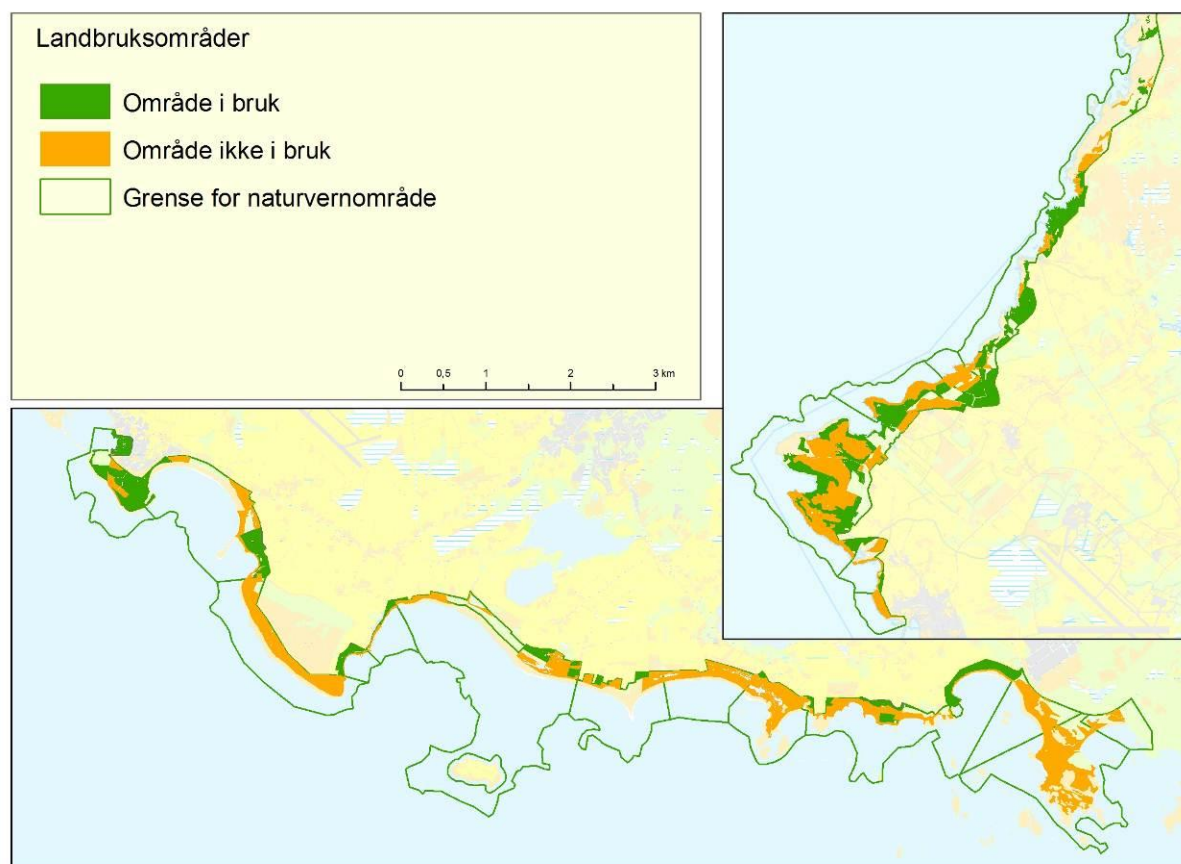 Landbruksområder
Område i bruk
Område ikke i bruk
Grense for naturvernområde
0 0,5 1 2 3 km